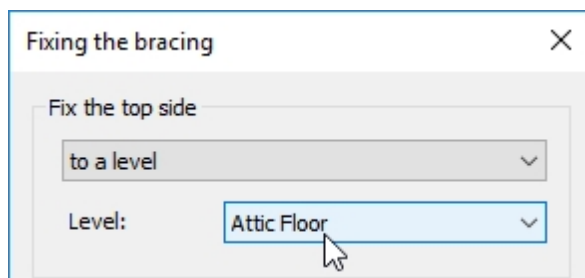 Fixing the bracing
Fix the top side
to a level
Level: Attic Floor